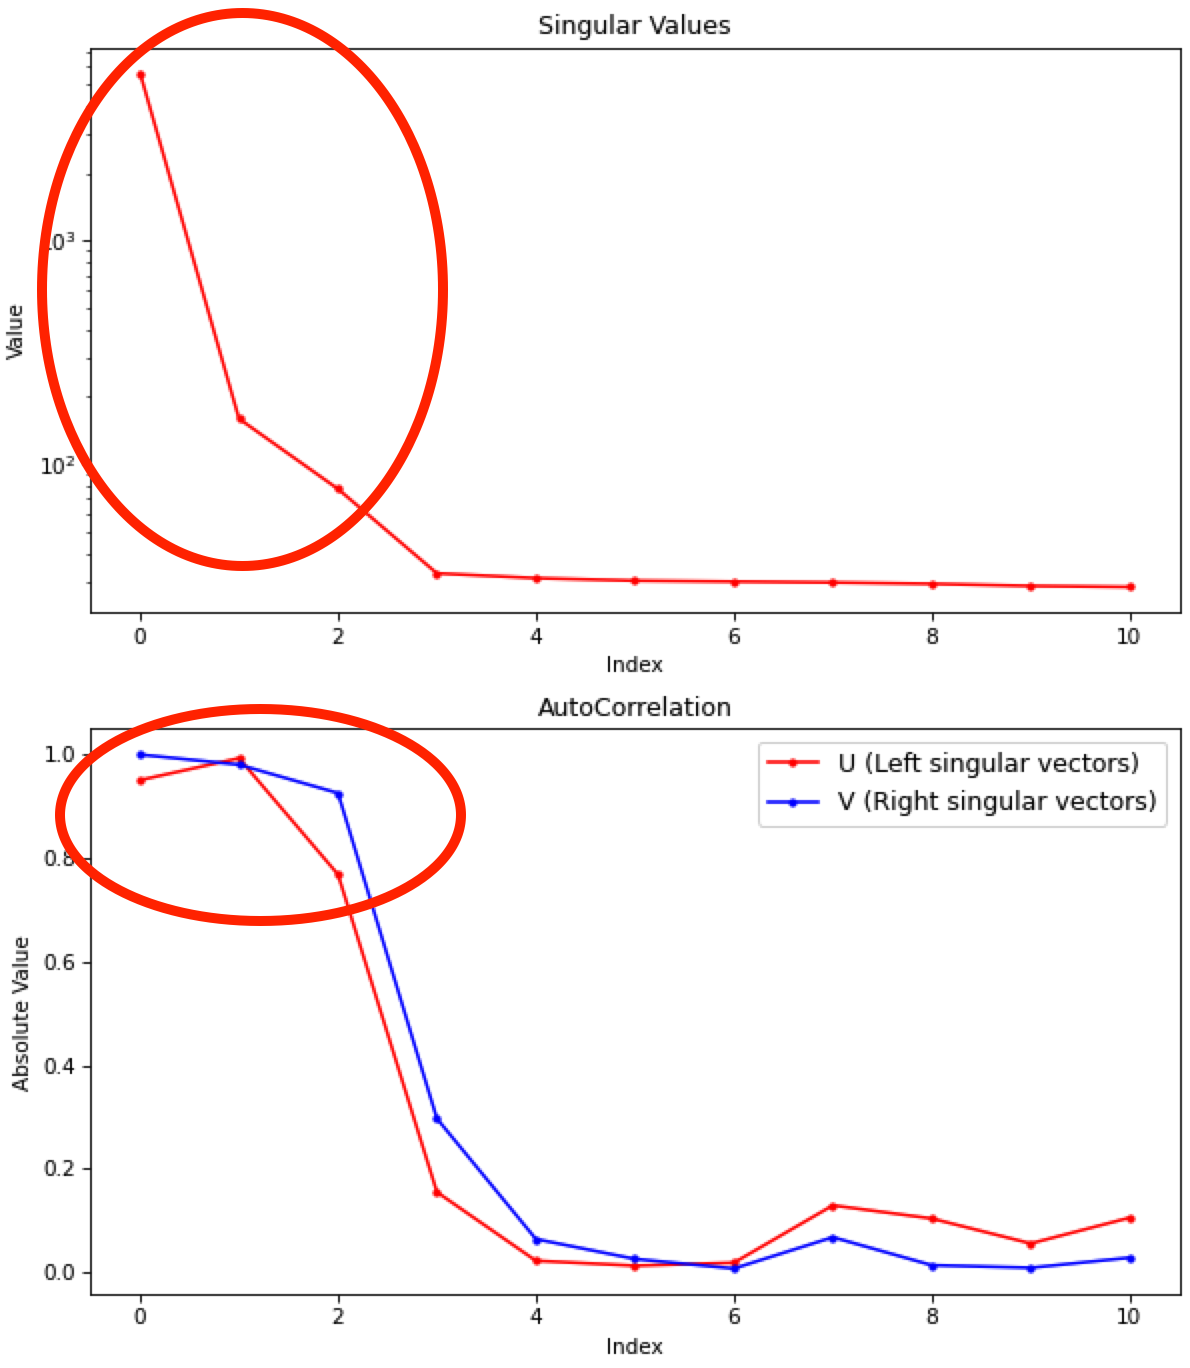 Singular Values
10³
10²
Value
0 2 4 6 8 10
Index
AutoCorrelation
1.0
0.8
0.6
0.4
0.2
0.0
Absolute Value
U (Left singular vectors)
V (Right singular vectors)
0 2 4 6 8 10
Index